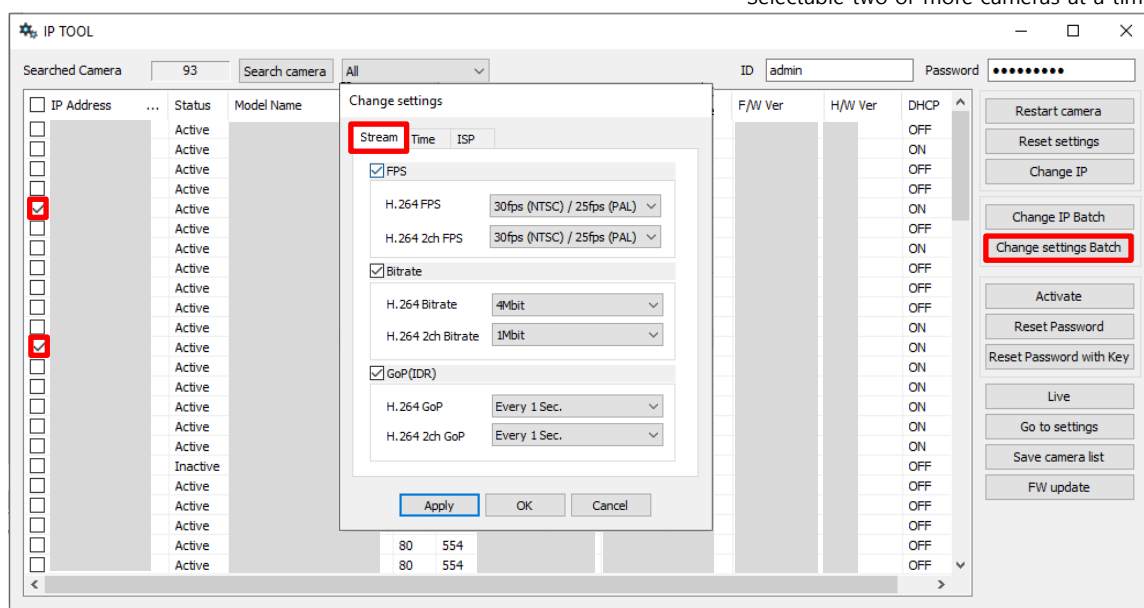 Selectable two or more cameras at a tim
IP TOOL
Searched Camera 93 Search camera All ID admin Password •••••••••
IP Address ... Status Model Name F/W Ver H/W Ver DHCP
Active OFF
Active ON
Active OFF
Active OFF
Active ON
Active OFF
Active ON
Active OFF
Active OFF
Active OFF
Active ON
Active ON
Active ON
Active ON
Active ON
Active ON
Active ON
Inactive OFF
Active OFF
Active OFF
Active OFF
Active 80 554 OFF
Active 80 554 OFF
Change settings
Stream Time ISP
FPS
H.264 FPS 30fps (NTSC) / 25fps (PAL)
H.264 2ch FPS 30fps (NTSC) / 25fps (PAL)
Bitrate
H.264 Bitrate 4Mbit
H.264 2ch Bitrate 1Mbit
GoP(IDR)
H.264 GoP Every 1 Sec.
H.264 2ch GoP Every 1 Sec.
Apply OK Cancel
Restart camera
Reset settings
Change IP
Change IP Batch
Change settings Batch
Activate
Reset Password
Reset Password with Key
Live
Go to settings
Save camera list
FW update